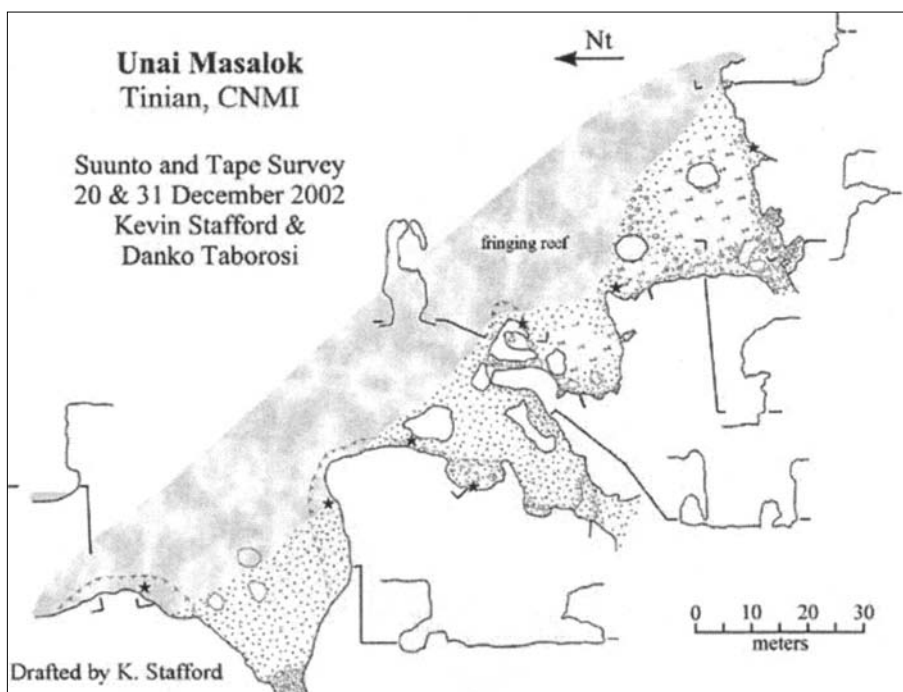 Unai Masalok
Tinian, CNMI
Nt
Suunto and Tape Survey
20 & 31 December 2002
Kevin Stafford &
Danko Taborosi
fringing reef
0 10 20 30
meters
Drafted by K. Stafford